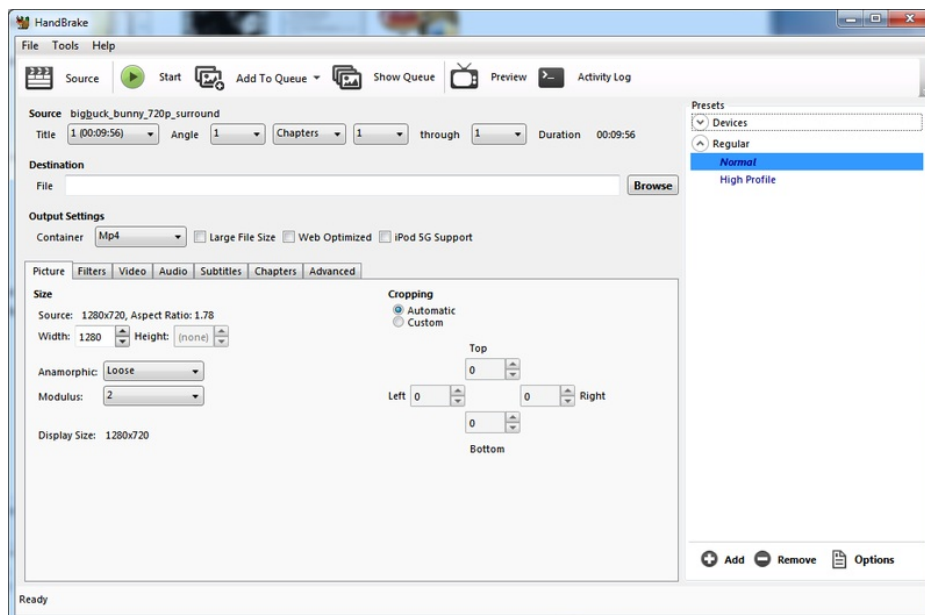 HandBrake
File Tools Help
Source Start Add To Queue Show Queue Preview Activity Log
Source bigbuck_bunny_720p_surround
Title 1 (00:09:56) Angle 1 Chapters 1 through 1 Duration 00:09:56
Destination
File Browse
Output Settings
Container Mp4 Large File Size Web Optimized iPod 5G Support
Picture Filters Video Audio Subtitles Chapters Advanced
Size
Source: 1280x720, Aspect Ratio: 1.78
Width: 1280 Height: (none)
Anamorphic: Loose
Modulus: 2
Display Size: 1280x720
Cropping
Automatic
Custom
Top
0
Left 0 0 Right
0
Bottom
Presets
Devices
Regular
Normal
High Profile
Add Remove Options
Ready